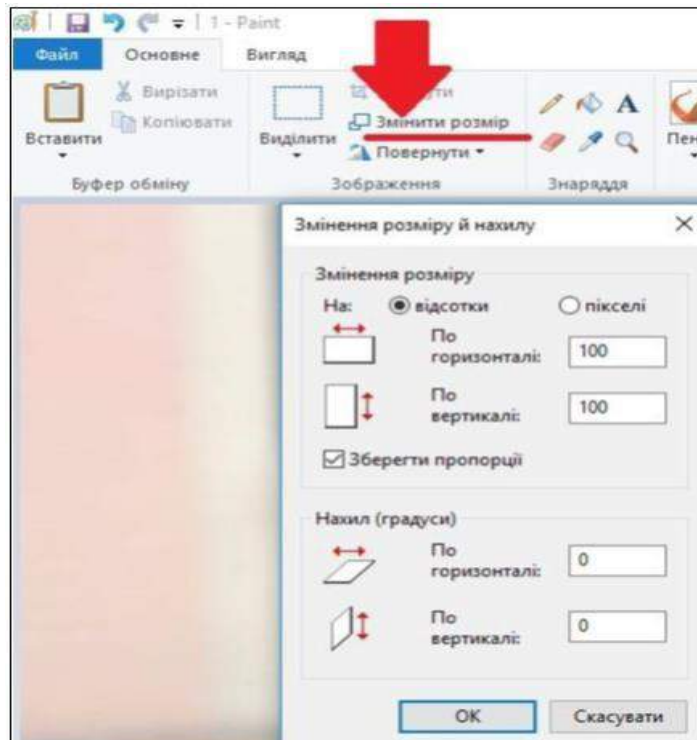 1 - Paint
Файл Основне Вигляд
Вирізати
Змінити розмір
Копіювати
Вставити
Виділити
Повернути
Буфер обміну Зображення Знаряддя
A
Змінення розміру й нахилу
Змінення розміру
На: відсотки пікселі
По
горизонталі: 100
По
вертикалі: 100
Зберегти пропорції
Нахил (градуси)
По
горизонталі: 0
По
вертикалі: 0
ОК Скасувати